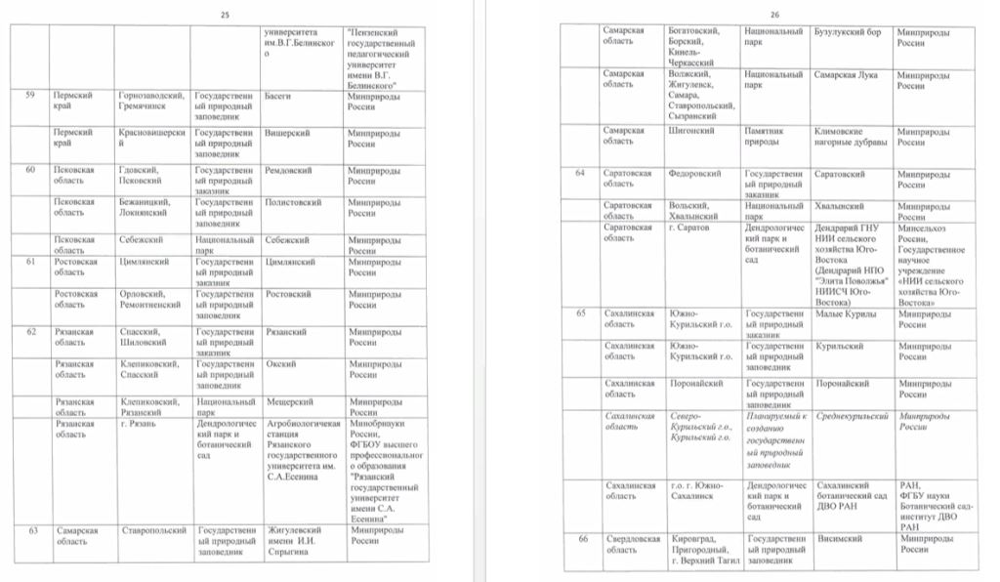 25
университета
им.В.Г.Белинског
о
"Пензенский
государственный
педагогический
университет
имени В.Г.
Белинского"
59 Пермский
край
Горнозаводский,
Гремячинск
Государственн
ый природный
заповедник
Басеги
Минприроды
России
Пермский
край
Красновишерски
й
Государственн
ый природный
заповедник
Вишерский
Минприроды
России
60 Псковская
область
Гдовский,
Псковский
Государственн
ый природный
заказник
Ремдовский
Минприроды
России
Псковская
область
Бежаницкий,
Локнянский
Государственн
ый природный
заповедник
Полистовский
Минприроды
России
Псковская
область
Себежский
Национальный
парк
Себежский
Минприроды
России
61 Ростовская
область
Цимлянский
Государственн
ый природный
заказник
Цимлянский
Минприроды
России
Ростовская
область
Орловский,
Ремонтненский
Государственн
ый природный
заповедник
Ростовский
Минприроды
России
62 Рязанская
область
Спасский,
Шиловский
Государственн
ый природный
заказник
Рязанский
Минприроды
России
Рязанская
область
Клепиковский,
Спасский
Государственн
ый природный
заповедник
Окский
Минприроды
России
Рязанская
область
Клепиковский,
Рязанский
Национальный
парк
Мещерский
Минприроды
России
Рязанская
область
г. Рязань
Дендрологичес
кий парк и
ботанический
сад
Агробиологичекая
станция
Рязанского
государственного
университета им.
С.А.Есенина
Минобрнауки
России,
ФГБОУ высшего
профессиональног
о образования
"Рязанский
государственный
университет
имени С.А.
Есенина"
63 Самарская
область
Ставропольский
Государственн
ый природный
заповедник
Жигулевский
имени И.И.
Спрыгина
Минприроды
России
26
Самарская
область
Богатовский,
Борский,
Кинель-
Черкасский
Национальный
парк
Бузулукский бор
Минприроды
России
Самарская
область
Волжский,
Жигулевск,
Самара,
Ставропольский,
Сызранский
Национальный
парк
Самарская Лука
Минприроды
России
Самарская
область
Шигонский
Памятник
природы
Климовские
нагорные дубравы
Минприроды
России
64 Саратовская
область
Федоровский
Государственн
ый природный
заказник
Саратовский
Минприроды
России
Саратовская
область
Вольский,
Хвалынский
Национальный
парк
Хвалынский
Минприроды
России
Саратовская
область
г. Саратов
Дендрологичес
кий парк и
ботанический
сад
Дендрарий ГНУ
НИИ сельского
хозяйства Юго-
Востока
(Дендрарий НПО
"Элита Поволжья"
НИИСЧ Юго-
Востока)
Минсельхоз
России,
Государственное
научное
учреждение
«НИИ сельского
хозяйства Юго-
Востока»
65 Сахалинская
область
Южно-
Курильский г.о.
Государственн
ый природный
заказник
Малые Курилы
Минприроды
России
Сахалинская
область
Южно-
Курильский г.о.
Государственн
ый природный
заповедник
Курильский
Минприроды
России
Сахалинская
область
Поронайский
Государственн
ый природный
заповедник
Поронайский
Минприроды
России
Сахалинская
область
Северо-
Курильский г.о.,
Курильский г.о.
Планируемый к
созданию
государственн
ый природный
заповедник
Среднекурильский
Минприроды
России
Сахалинская
область
г.о. г. Южно-
Сахалинск
Дендрологичес
кий парк и
ботанический
сад
Сахалинский
ботанический сад
ДВО РАН
РАН,
ФГБУ науки
Ботанический сад-
институт ДВО
РАН
66 Свердловская
область
Кировград,
Пригородный,
г. Верхний Тагил
Государственн
ый природный
заповедник
Висимский
Минприроды
России